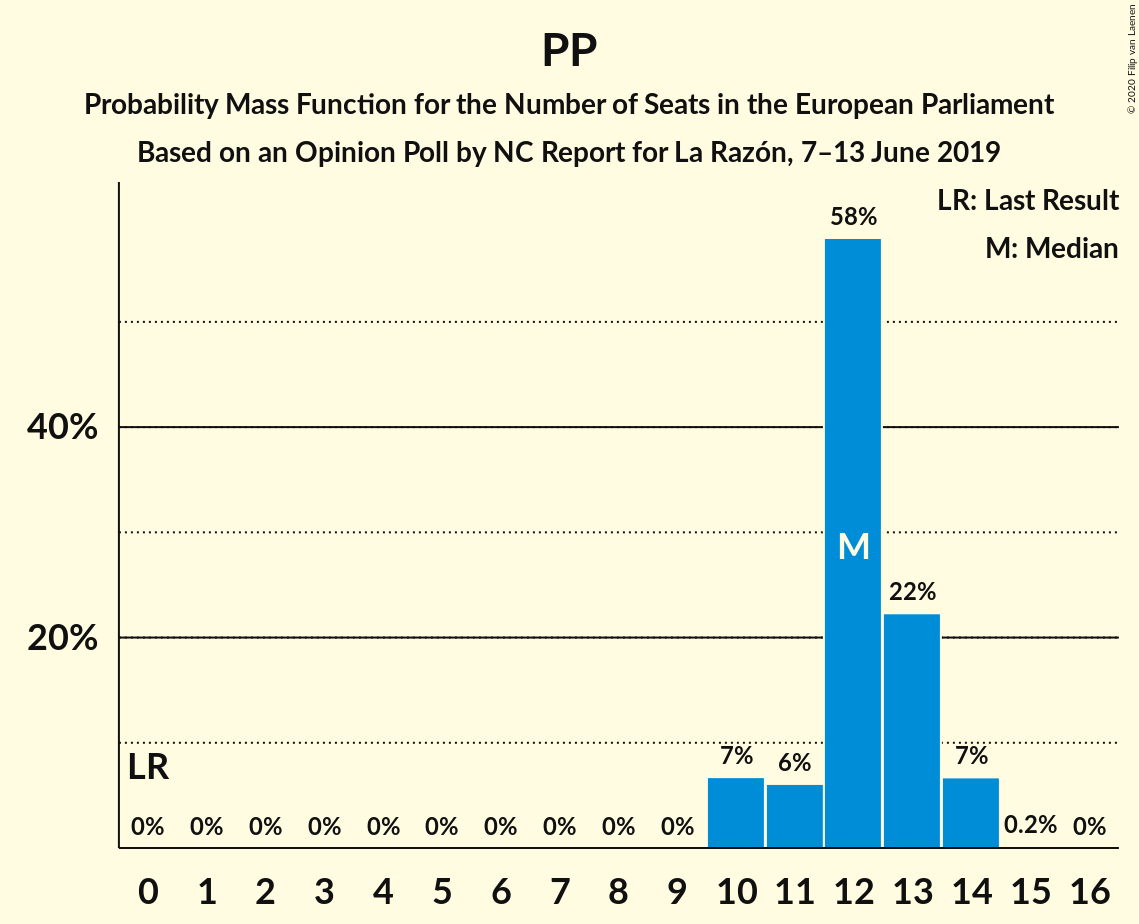 PP
Probability Mass Function for the Number of Seats in the European Parliament
Based on an Opinion Poll by NC Report for La Razón, 7–13 June 2019
© 2020 Filip van Laenen
LR: Last Result
M: Median
58%
40%
M
22%
20%
LR
7%
6%
7%
0% 0% 0% 0% 0% 0% 0% 0% 0% 0% 0.2% 0%
0 1 2 3 4 5 6 7 8 9 10 11 12 13 14 15 16